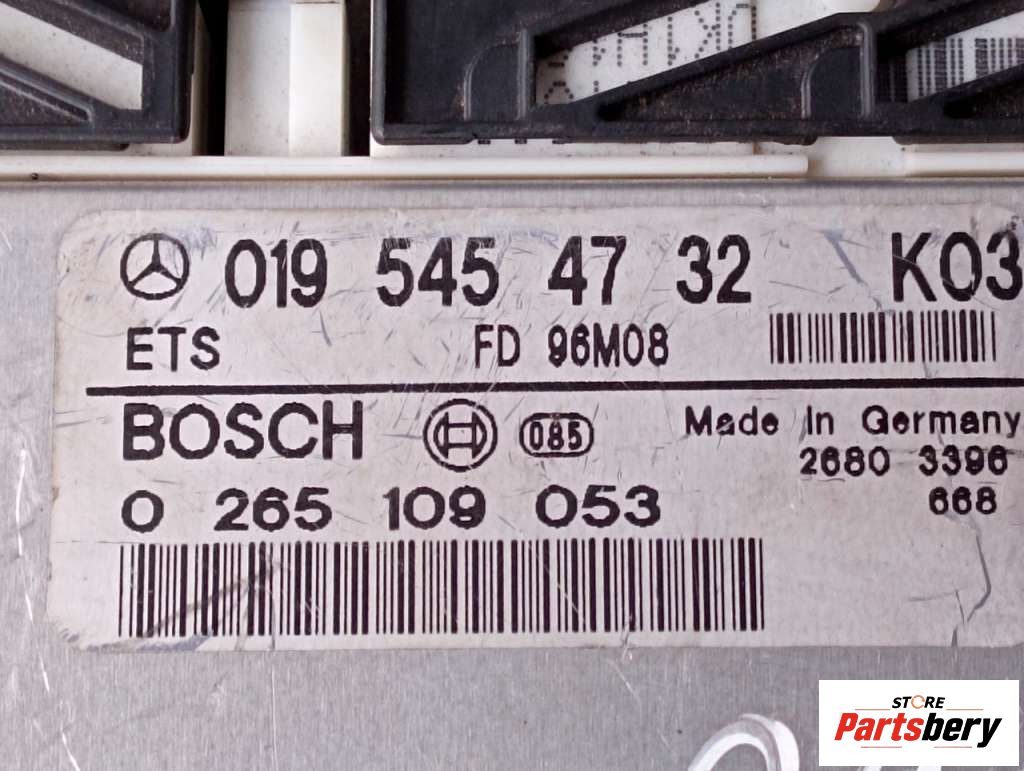 019 545 47 32 K03
ETS FD 96M08
BOSCH 085 Made In Germany
2680 3396
0 265 109 053 668
STORE
Partsbery